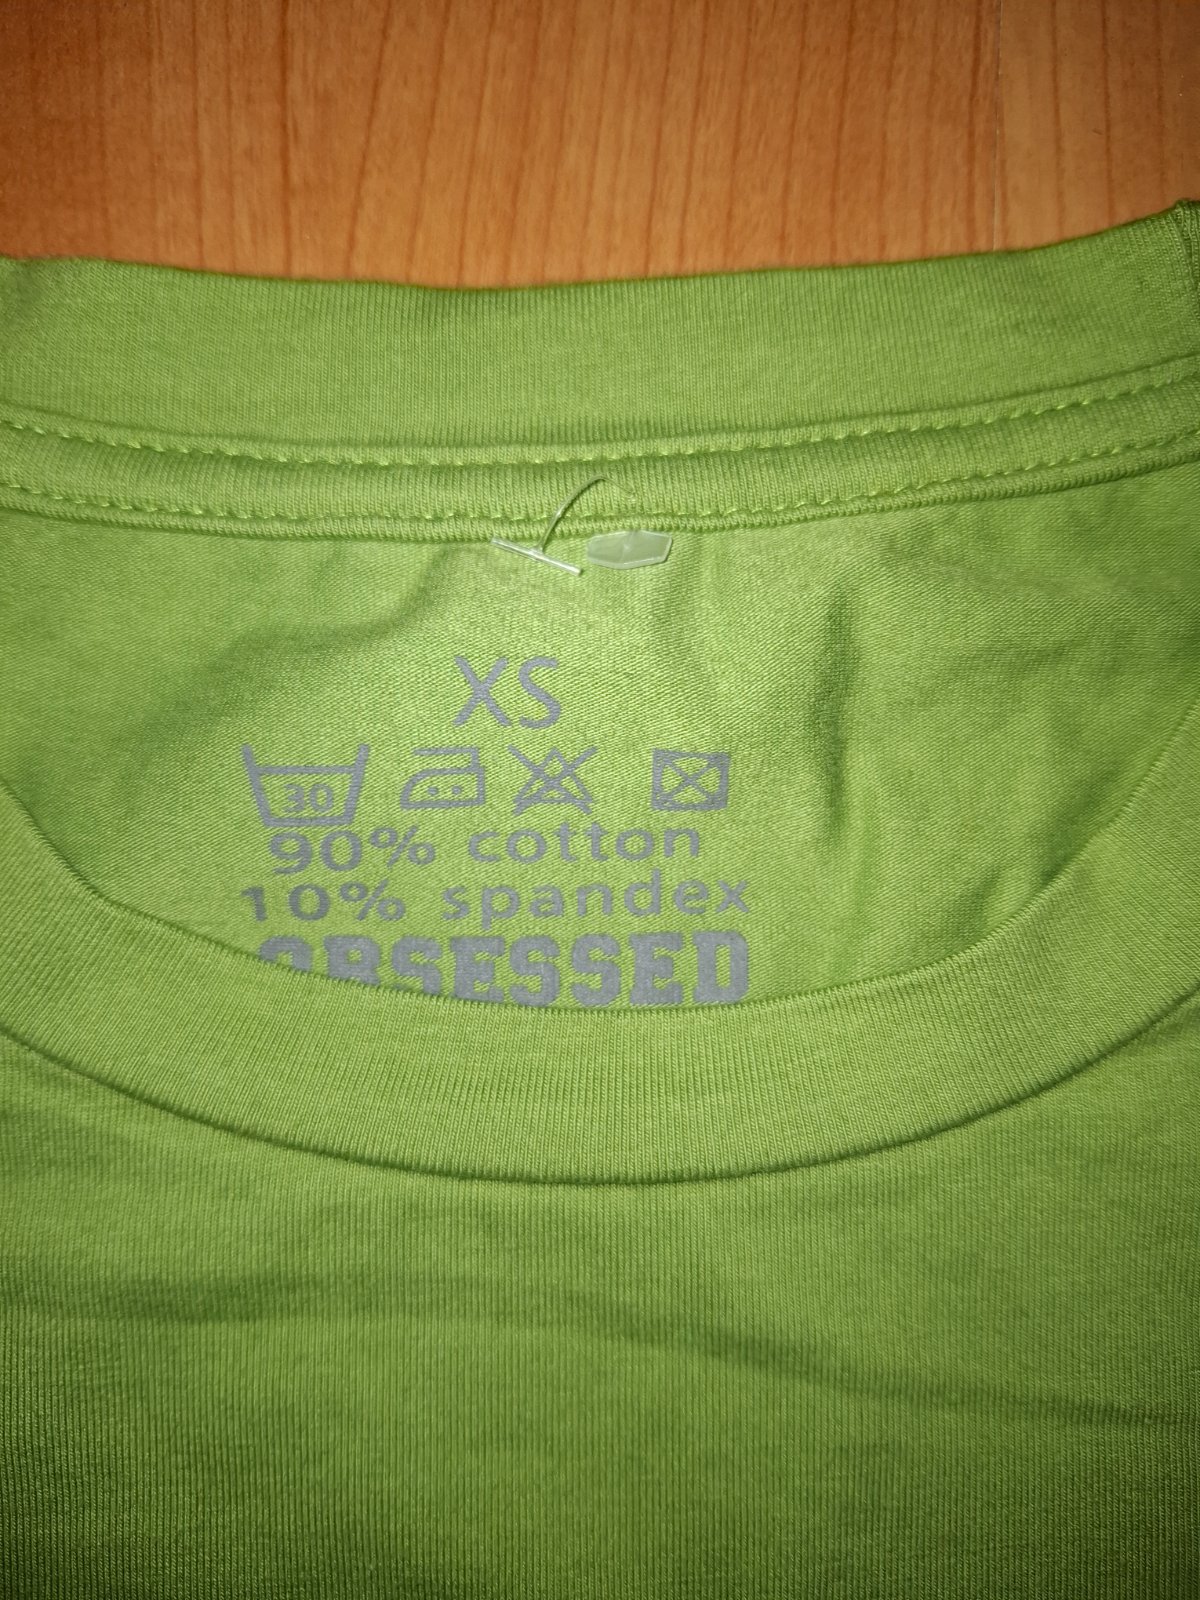 XS
30
90% cotton
10% spandex
OBSESSED